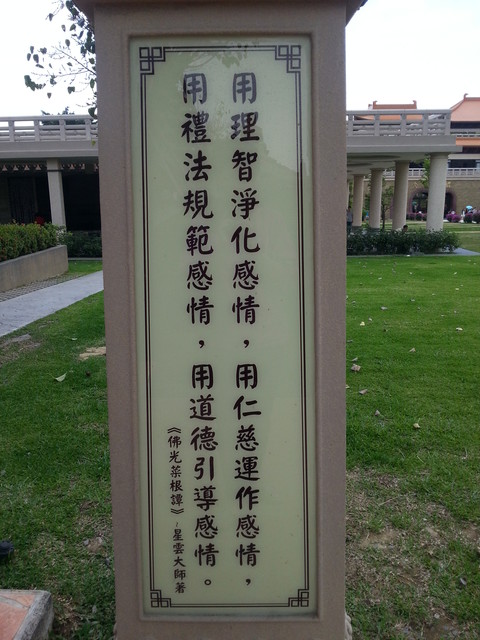 用理智淨化感情，用仁慈運作感情，
用禮法規範感情，用道德引導感情。
《佛光菜根譚》~星雲大師著